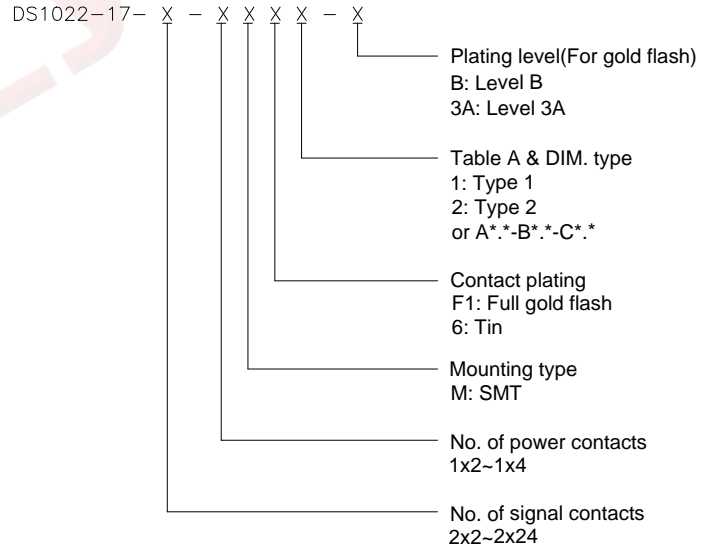 DS1022-17- X - X X X X - X
Plating level(For gold flash)
B: Level B
3A: Level 3A
Table A & DIM. type
1: Type 1
2: Type 2
or A*.*-B*.*-C*.*
Contact plating
F1: Full gold flash
6: Tin
Mounting type
M: SMT
No. of power contacts
1x2~1x4
No. of signal contacts
2x2~2x24